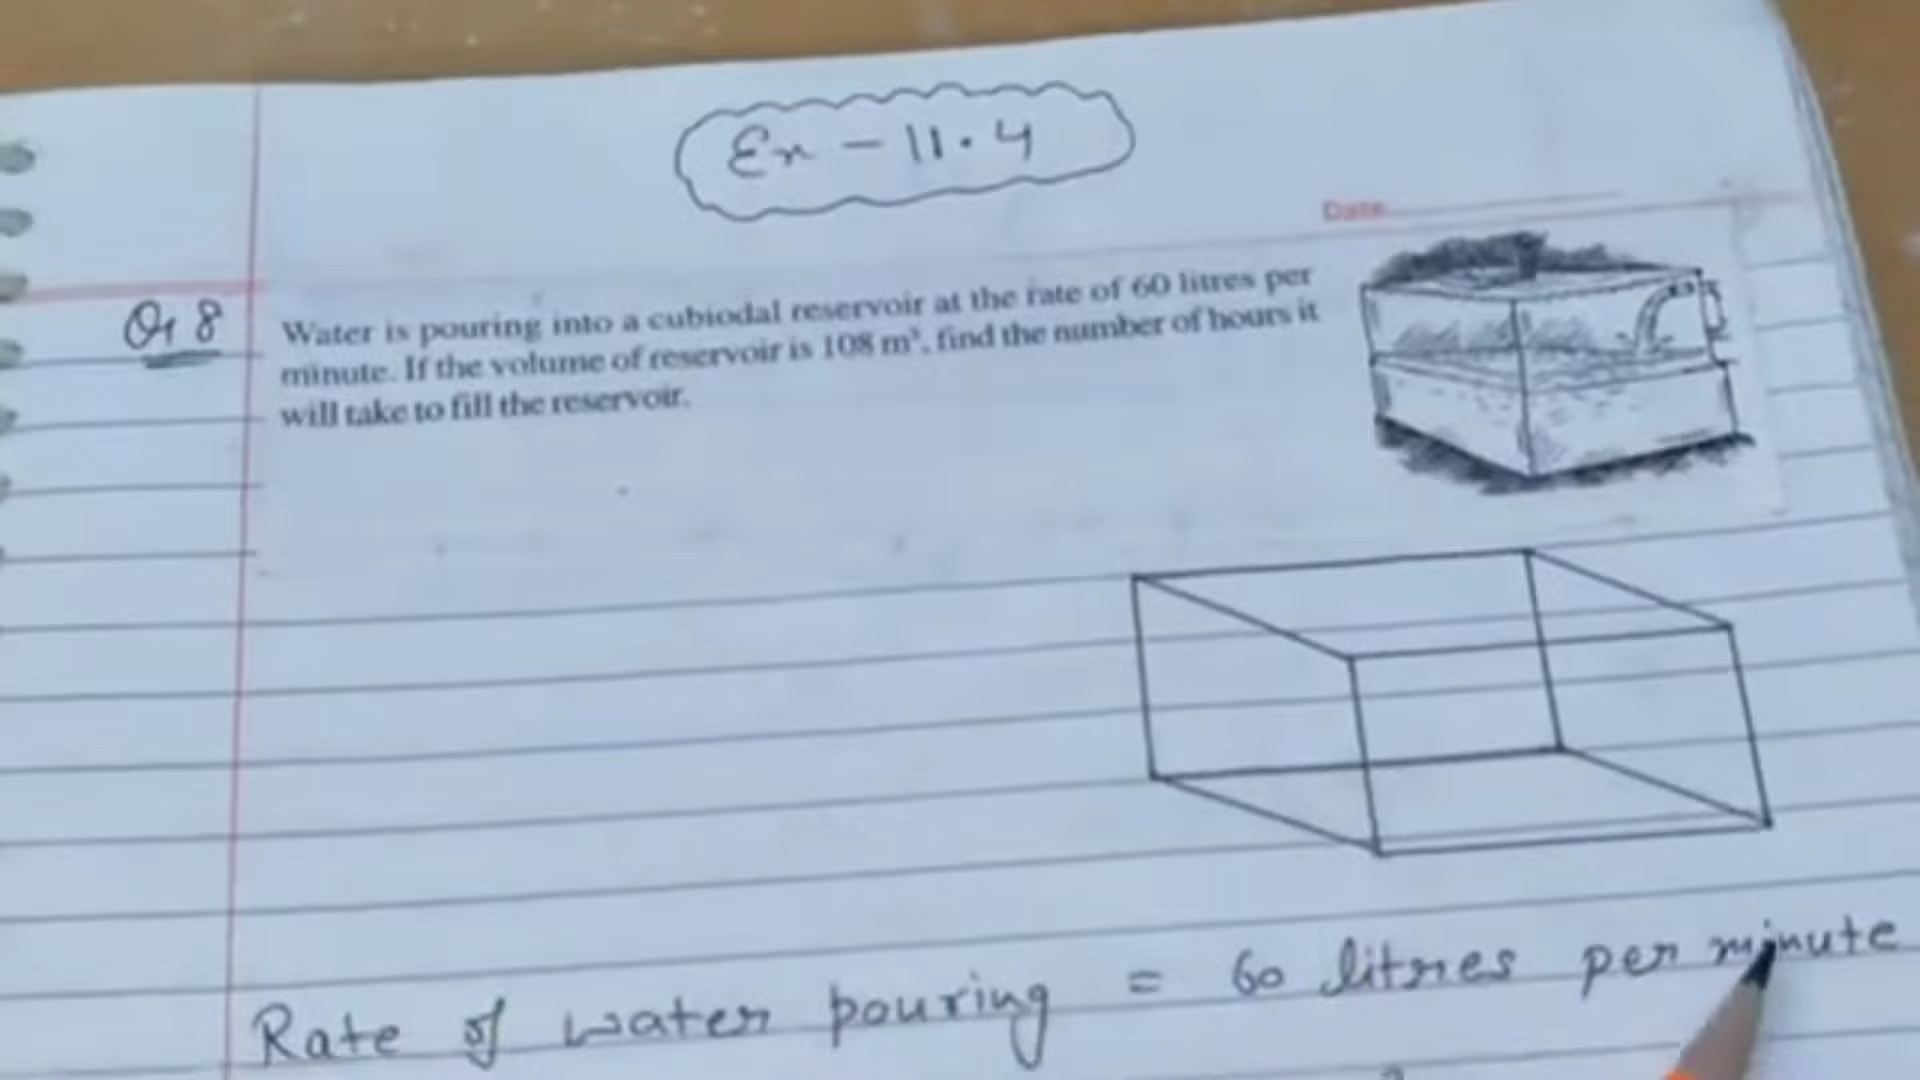 Ex - 11.4
Date
Q. 8
Water is pouring into a cubiodal reservoir at the rate of 60 litres per
minute. If the volume of reservoir is 108 m³, find the number of hours it
will take to fill the reservoir.
Rate of water pouring = 60 litres per minute